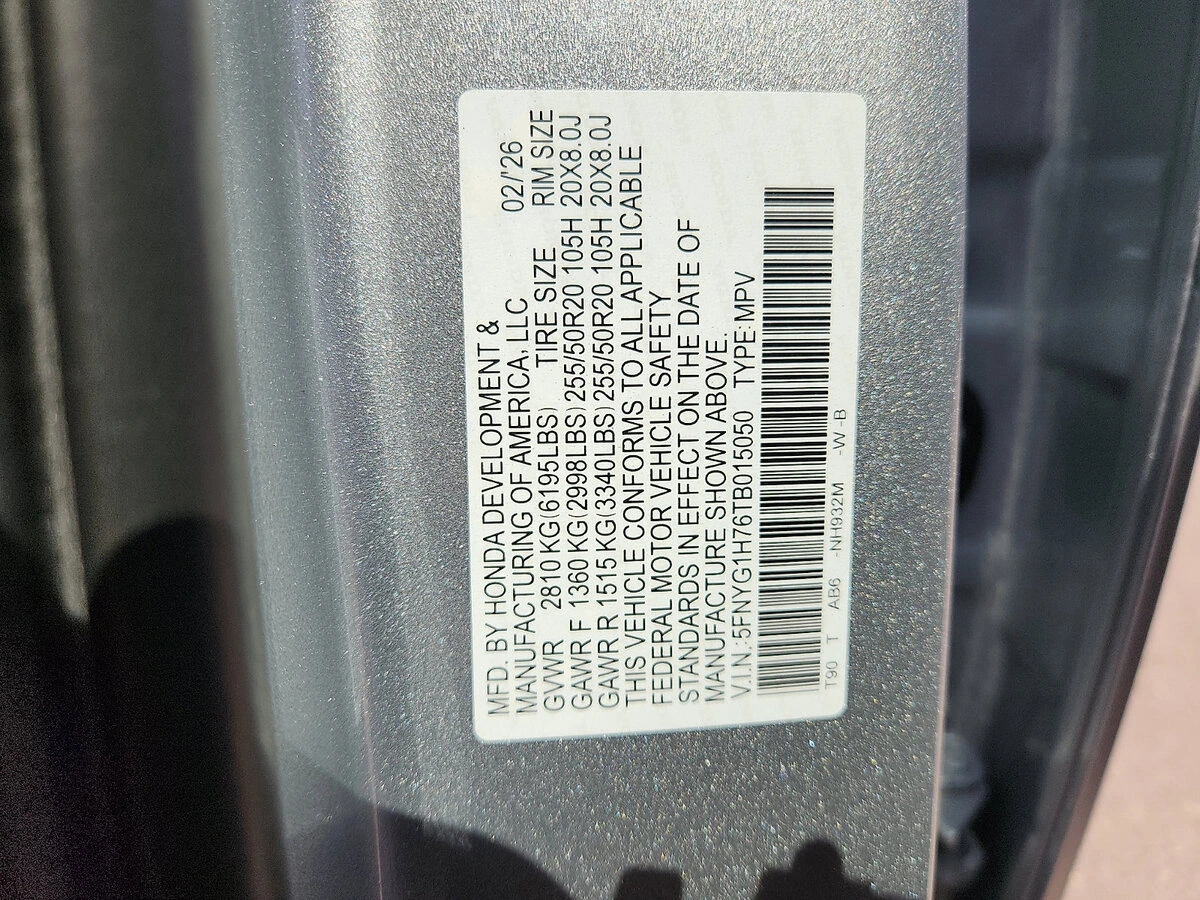 MFD. BY HONDA DEVELOPMENT &
MANUFACTURING OF AMERICA, LLC 02/'26
GVWR 2810 KG(6195LBS) TIRE SIZE RIM SIZE
GAWR F 1360 KG(2998LBS) 255/50R20 105H 20X8.0J
GAWR R 1515 KG(3340LBS) 255/50R20 105H 20X8.0J
THIS VEHICLE CONFORMS TO ALL APPLICABLE
FEDERAL MOTOR VEHICLE SAFETY
STANDARDS IN EFFECT ON THE DATE OF
MANUFACTURE SHOWN ABOVE.
V.I.N.:5FNYG1H76TB015050 TYPE:MPV
T90 T AB6 -NH932M -W-B